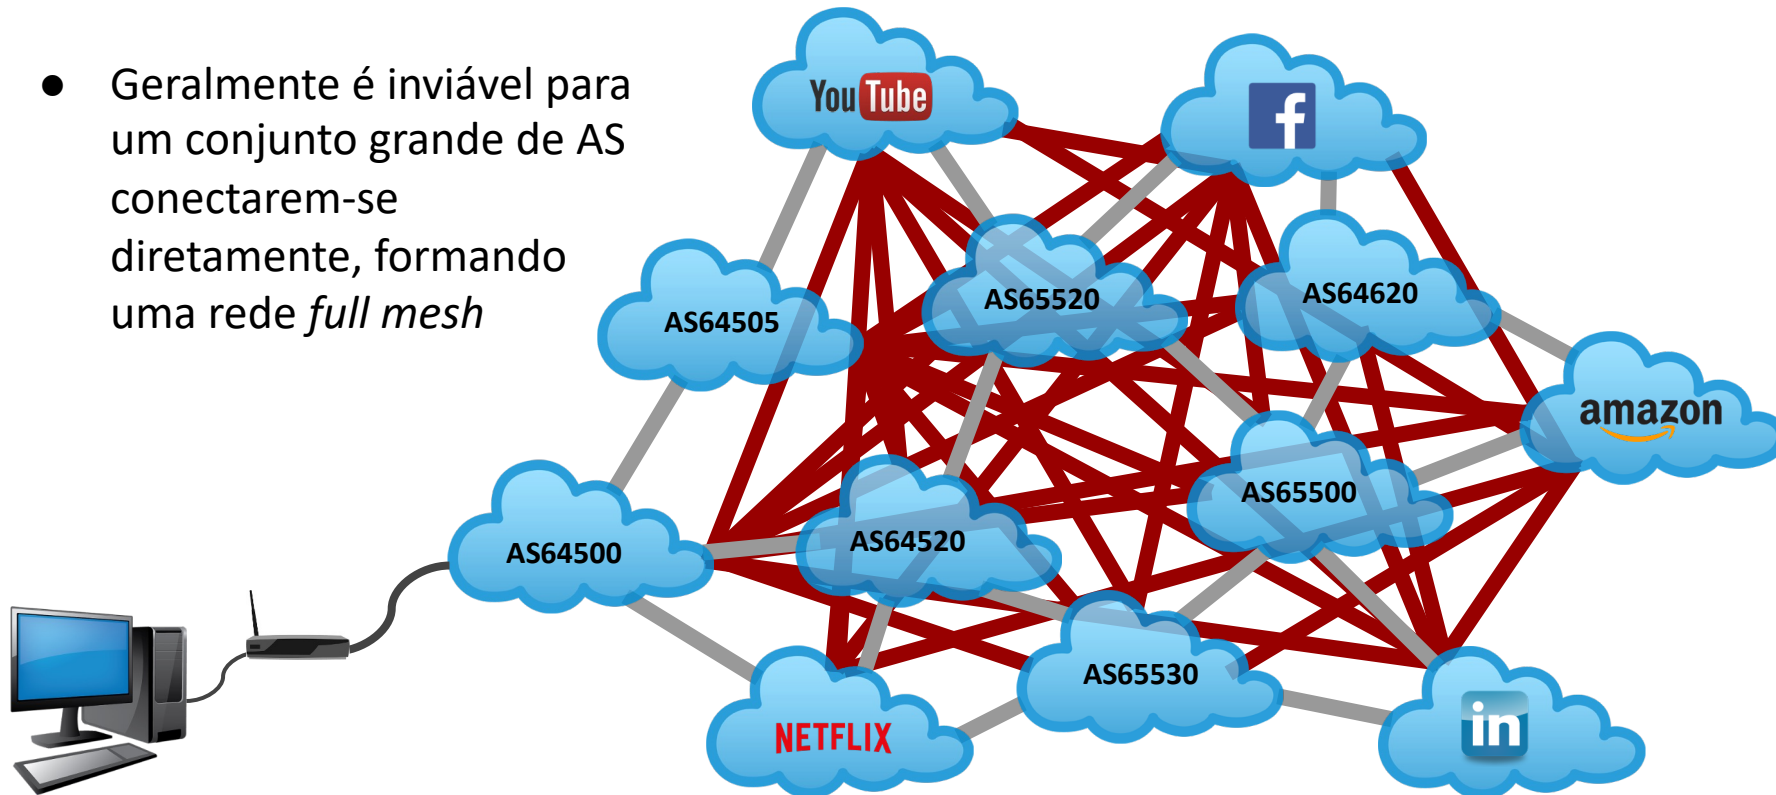 ● Geralmente é inviável para
um conjunto grande de AS
conectarem-se
diretamente, formando
uma rede full mesh
YouTube
f
AS65520
AS64620
AS64505
amazon
AS65500
AS64520
AS64500
AS65530
NETFLIX
in